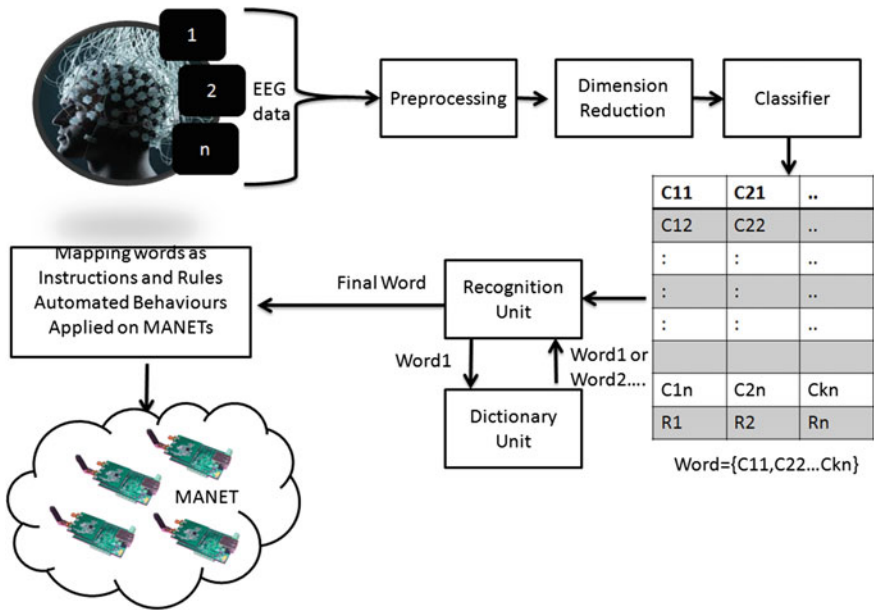 1
2
n
EEG
data
Preprocessing
Dimension
Reduction
Classifier
C11 C21 ..
C12 C22 ..
: : ..
: : ..
: : ..
C1n C2n Ckn
R1 R2 Rn
Word={C11,C22...Ckn}
Recognition
Unit
Word1
Word1 or
Word2....
Dictionary
Unit
Final Word
Mapping words as
Instructions and Rules
Automated Behaviours
Applied on MANETs
MANET